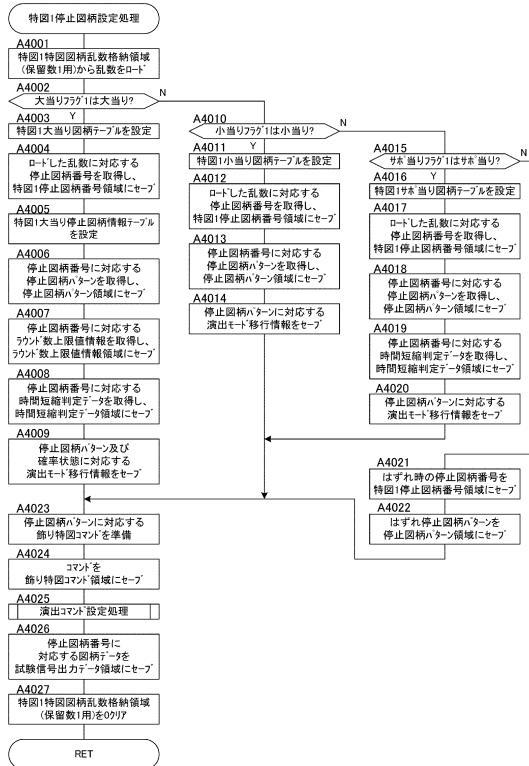 特図1停止図柄設定処理
A4001
特図1特図図柄乱数格納領域
(保留数1用)から乱数をロード
A4002
大当りフラグ1は大当り?
N
Y
A4003
特図1大当り図柄テーブルを設定
A4004
ロードした乱数に対応する
停止図柄番号を取得し、
特図1停止図柄番号領域にセーブ
A4005
特図1大当り停止図柄情報テーブル
を設定
A4006
停止図柄番号に対応する
停止図柄パターンを取得し、
停止図柄パターン領域にセーブ
A4007
停止図柄番号に対応する
ラウンド数上限値情報を取得し、
ラウンド数上限値情報領域にセーブ
A4008
停止図柄番号に対応する
時間短縮判定データを取得し、
時間短縮判定データ領域にセーブ
A4009
停止図柄パターン及び
確率状態に対応する
演出モード移行情報をセーブ
A4010
小当りフラグ1は小当り?
N
Y
A4011
特図1小当り図柄テーブルを設定
A4012
ロードした乱数に対応する
停止図柄番号を取得し、
特図1停止図柄番号領域にセーブ
A4013
停止図柄番号に対応する
停止図柄パターンを取得し、
停止図柄パターン領域にセーブ
A4014
停止図柄パターンに対応する
演出モード移行情報をセーブ
A4015
サポ当りフラグ1はサポ当り?
N
Y
A4016
特図1サポ当り図柄テーブルを設定
A4017
ロードした乱数に対応する
停止図柄番号を取得し、
特図1停止図柄番号領域にセーブ
A4018
停止図柄番号に対応する
停止図柄パターンを取得し、
停止図柄パターン領域にセーブ
A4019
停止図柄番号に対応する
時間短縮判定データを取得し、
時間短縮判定データ領域にセーブ
A4020
停止図柄パターンに対応する
演出モード移行情報をセーブ
A4021
はずれ時の停止図柄番号を
特図1停止図柄番号領域にセーブ
A4022
はずれ停止図柄パターンを
停止図柄パターン領域にセーブ
A4023
停止図柄パターンに対応する
飾り特図コマンドを準備
A4024
コマンドを
飾り特図コマンド領域にセーブ
A4025
演出コマンド設定処理
A4026
停止図柄番号に
対応する図柄データを
試験信号出力データ領域にセーブ
A4027
特図1特図図柄乱数格納領域
(保留数1用)を0クリア
RET